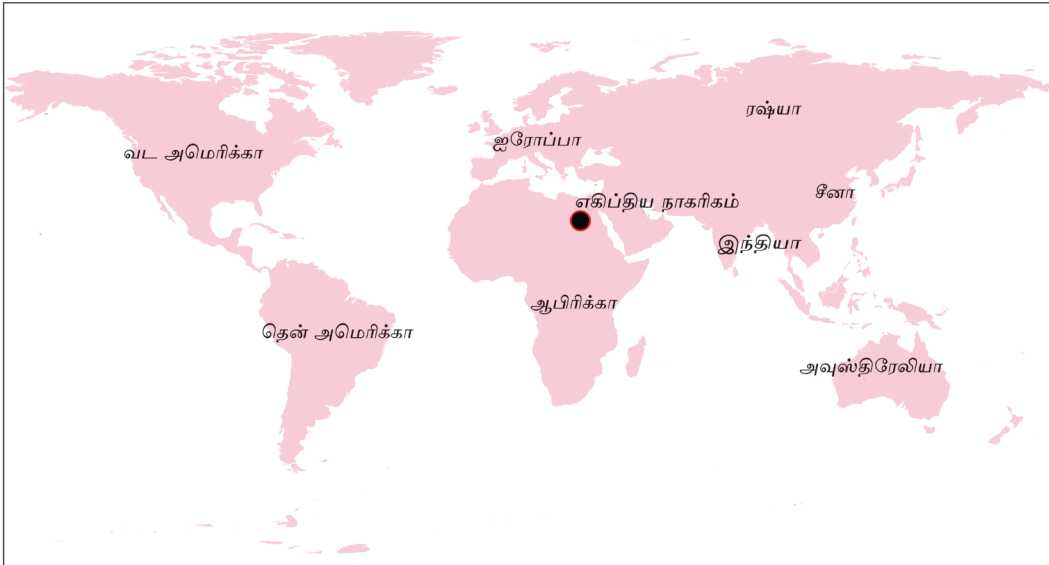 ரஷ்யா
ஐரோப்பா
வட அமெரிக்கா
சீனா
எகிப்திய நாகரிகம்
இந்தியா
ஆபிரிக்கா
தென் அமெரிக்கா
அவுஸ்திரேலியா